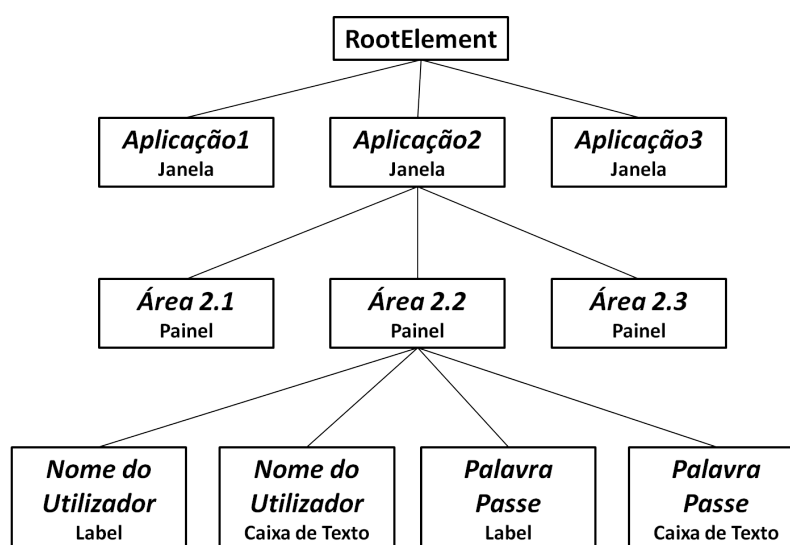 RootElement
Aplicação1
Janela
Aplicação2
Janela
Aplicação3
Janela
Área 2.1
Painel
Área 2.2
Painel
Área 2.3
Painel
Nome do
Utilizador
Label
Nome do
Utilizador
Caixa de Texto
Palavra
Passe
Label
Palavra
Passe
Caixa de Texto